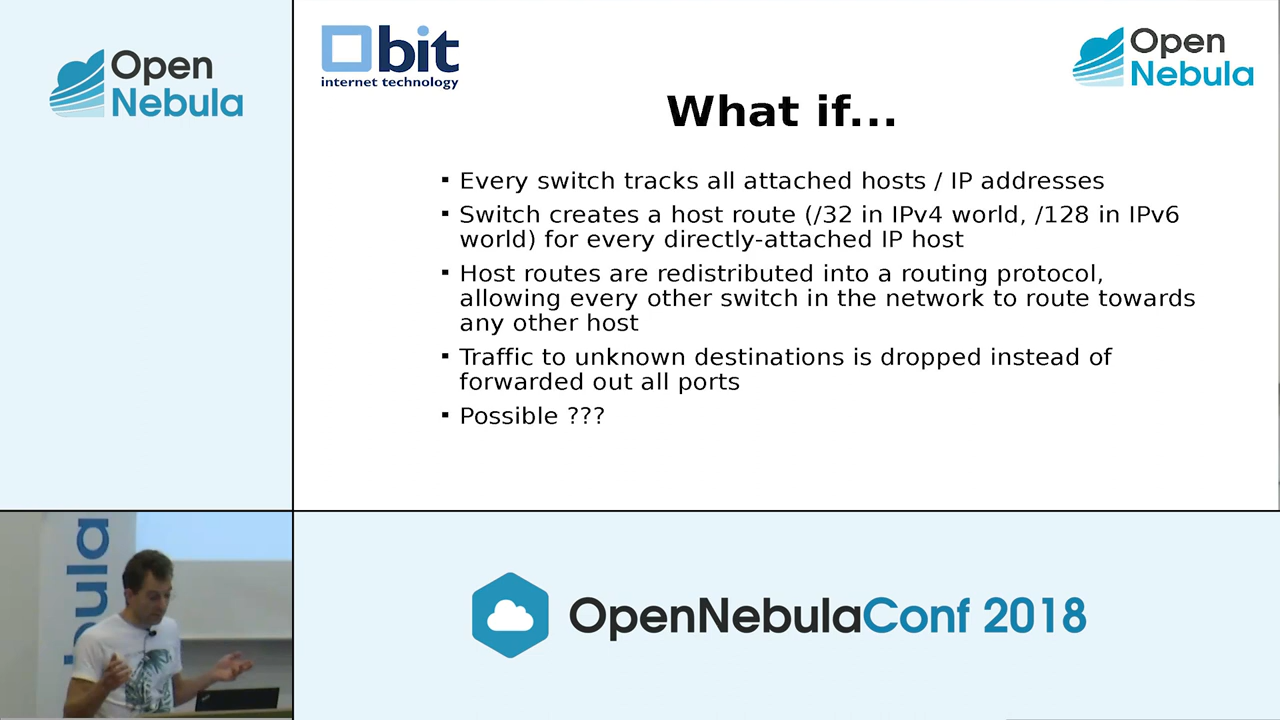 Open
Nebula
bit
internet technology
Open
Nebula
What if...
▪ Every switch tracks all attached hosts / IP addresses
▪ Switch creates a host route (/32 in IPv4 world, /128 in IPv6
world) for every directly-attached IP host
▪ Host routes are redistributed into a routing protocol,
allowing every other switch in the network to route towards
any other host
▪ Traffic to unknown destinations is dropped instead of
forwarded out all ports
▪ Possible ???
bula
OpenNebulaConf 2018